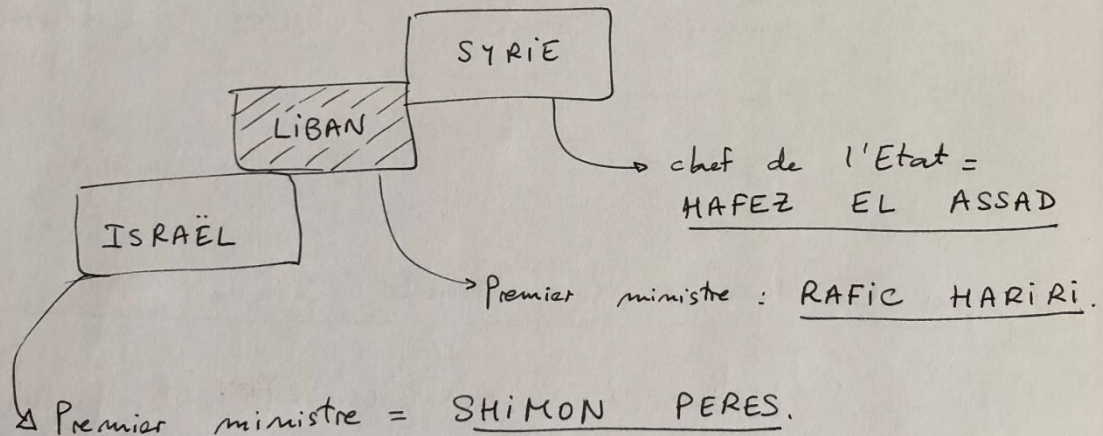 SYRIE
LIBAN
chef de l'Etat =
HAFEZ EL ASSAD
ISRAËL
Premier ministre : RAFIC HARIRI.
Premier ministre = SHIMON PERES.